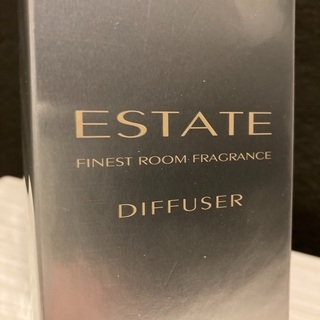 ESTATE
FINEST ROOM FRAGRANCE
DIFFUSER